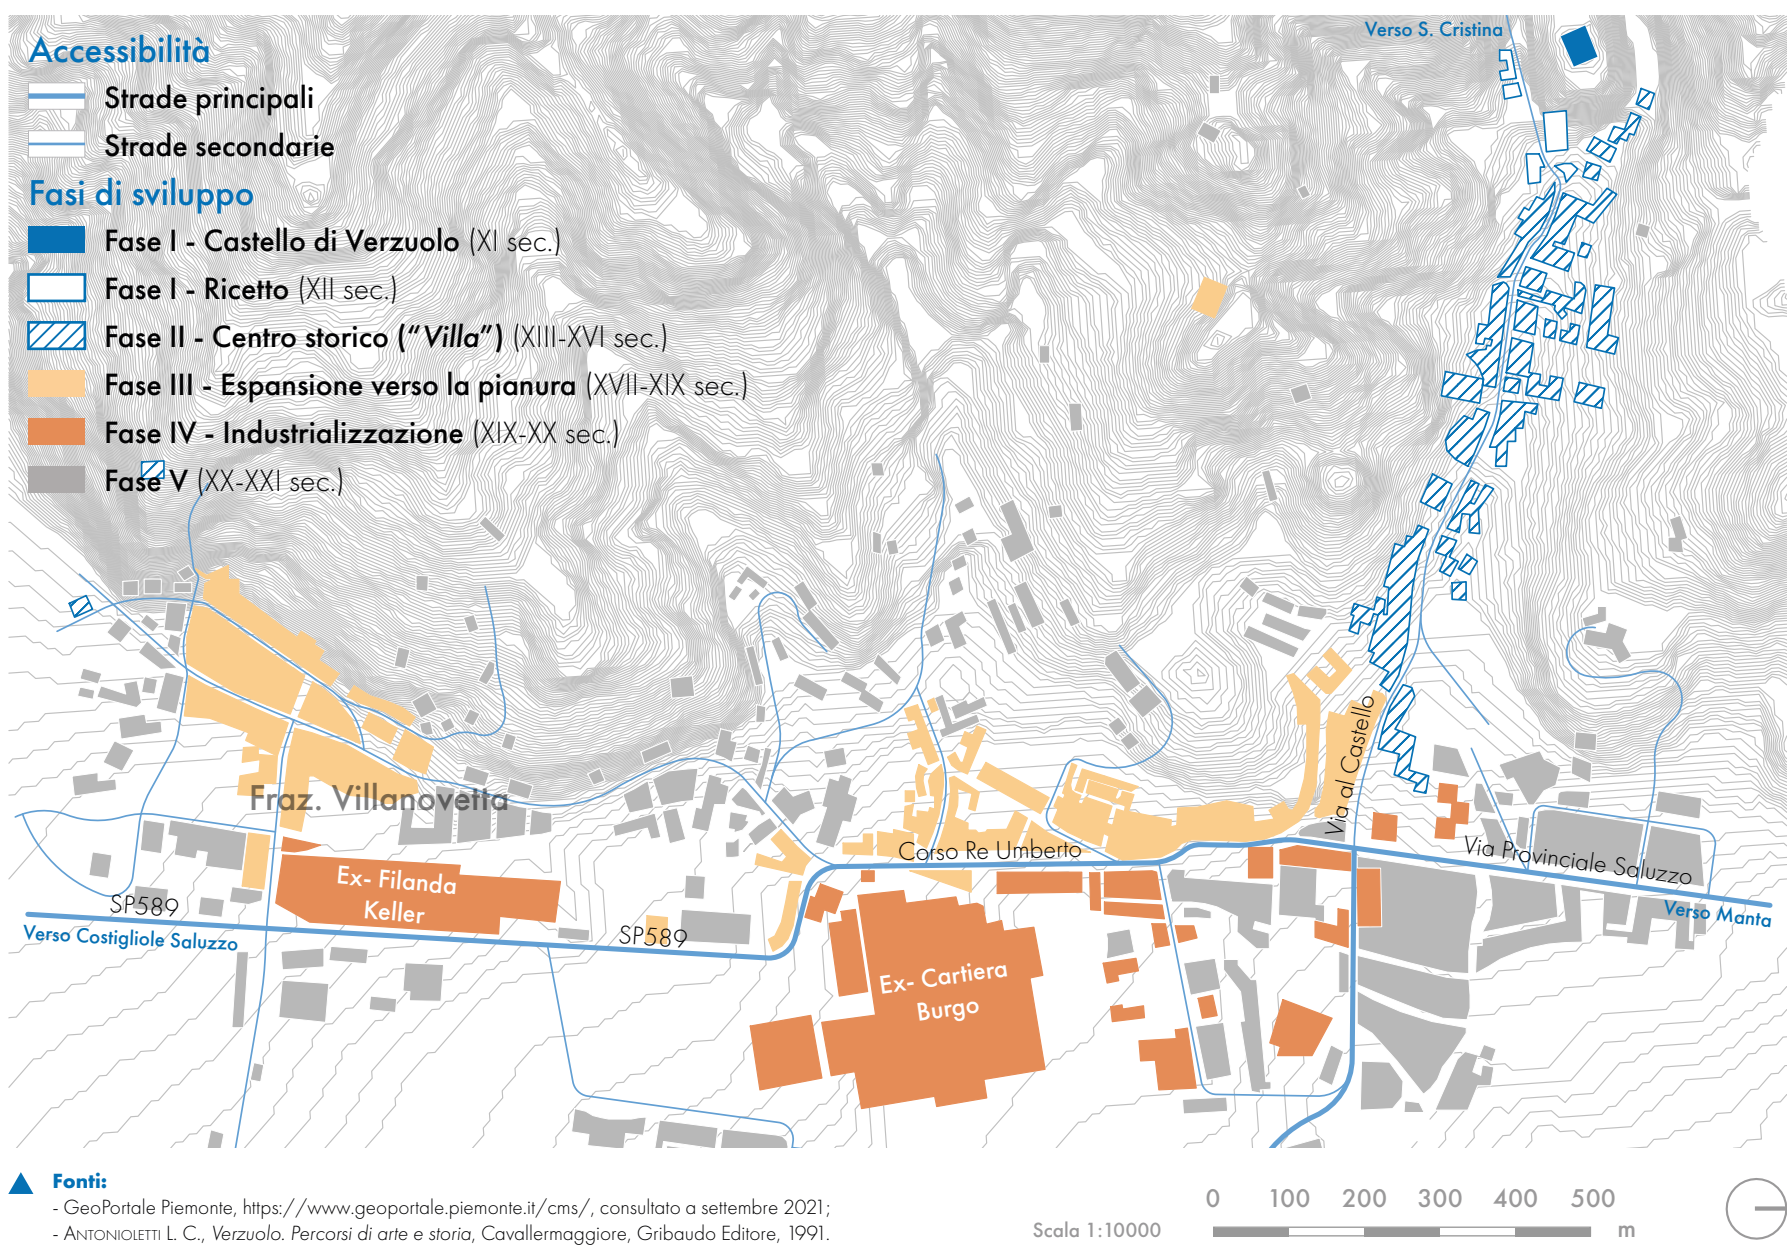 Accessibilità
Strade principali
Strade secondarie
Fasi di sviluppo
Fase I - Castello di Verzuolo (XI sec.)
Fase I - Ricetto (XII sec.)
Fase II - Centro storico (“Villa”) (XIII-XVI sec.)
Fase III - Espansione verso la pianura (XVII-XIX sec.)
Fase IV - Industrializzazione (XIX-XX sec.)
Fase V (XX-XXI sec.)
Verso S. Cristina
Via al Castello
Fraz. Villanovetta
Corso Re Umberto
Via Provinciale Saluzzo
Ex- Filanda
Keller
SP589
SP589
Verso Costigliole Saluzzo
Verso Manta
Ex- Cartiera
Burgo
Fonti:
- GeoPortale Piemonte, https://www.geoportale.piemonte.it/cms/, consultato a settembre 2021;
- Antonioletti L. C., Verzuolo. Percorsi di arte e storia, Cavallermaggiore, Gribaudo Editore, 1991.
0 100 200 300 400 500
Scala 1:10000 m